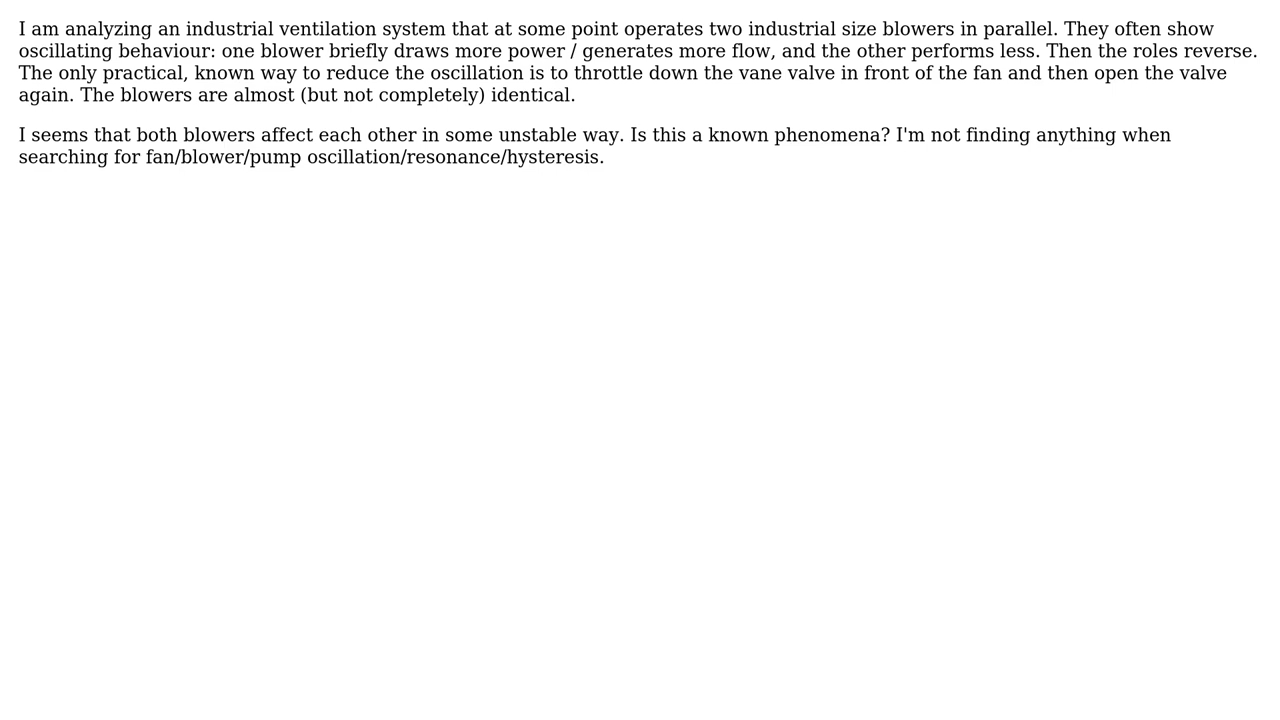 I am analyzing an industrial ventilation system that at some point operates two industrial size blowers in parallel. They often show
oscillating behaviour: one blower briefly draws more power / generates more flow, and the other performs less. Then the roles reverse.
The only practical, known way to reduce the oscillation is to throttle down the vane valve in front of the fan and then open the valve
again. The blowers are almost (but not completely) identical.
I seems that both blowers affect each other in some unstable way. Is this a known phenomena? I'm not finding anything when
searching for fan/blower/pump oscillation/resonance/hysteresis.